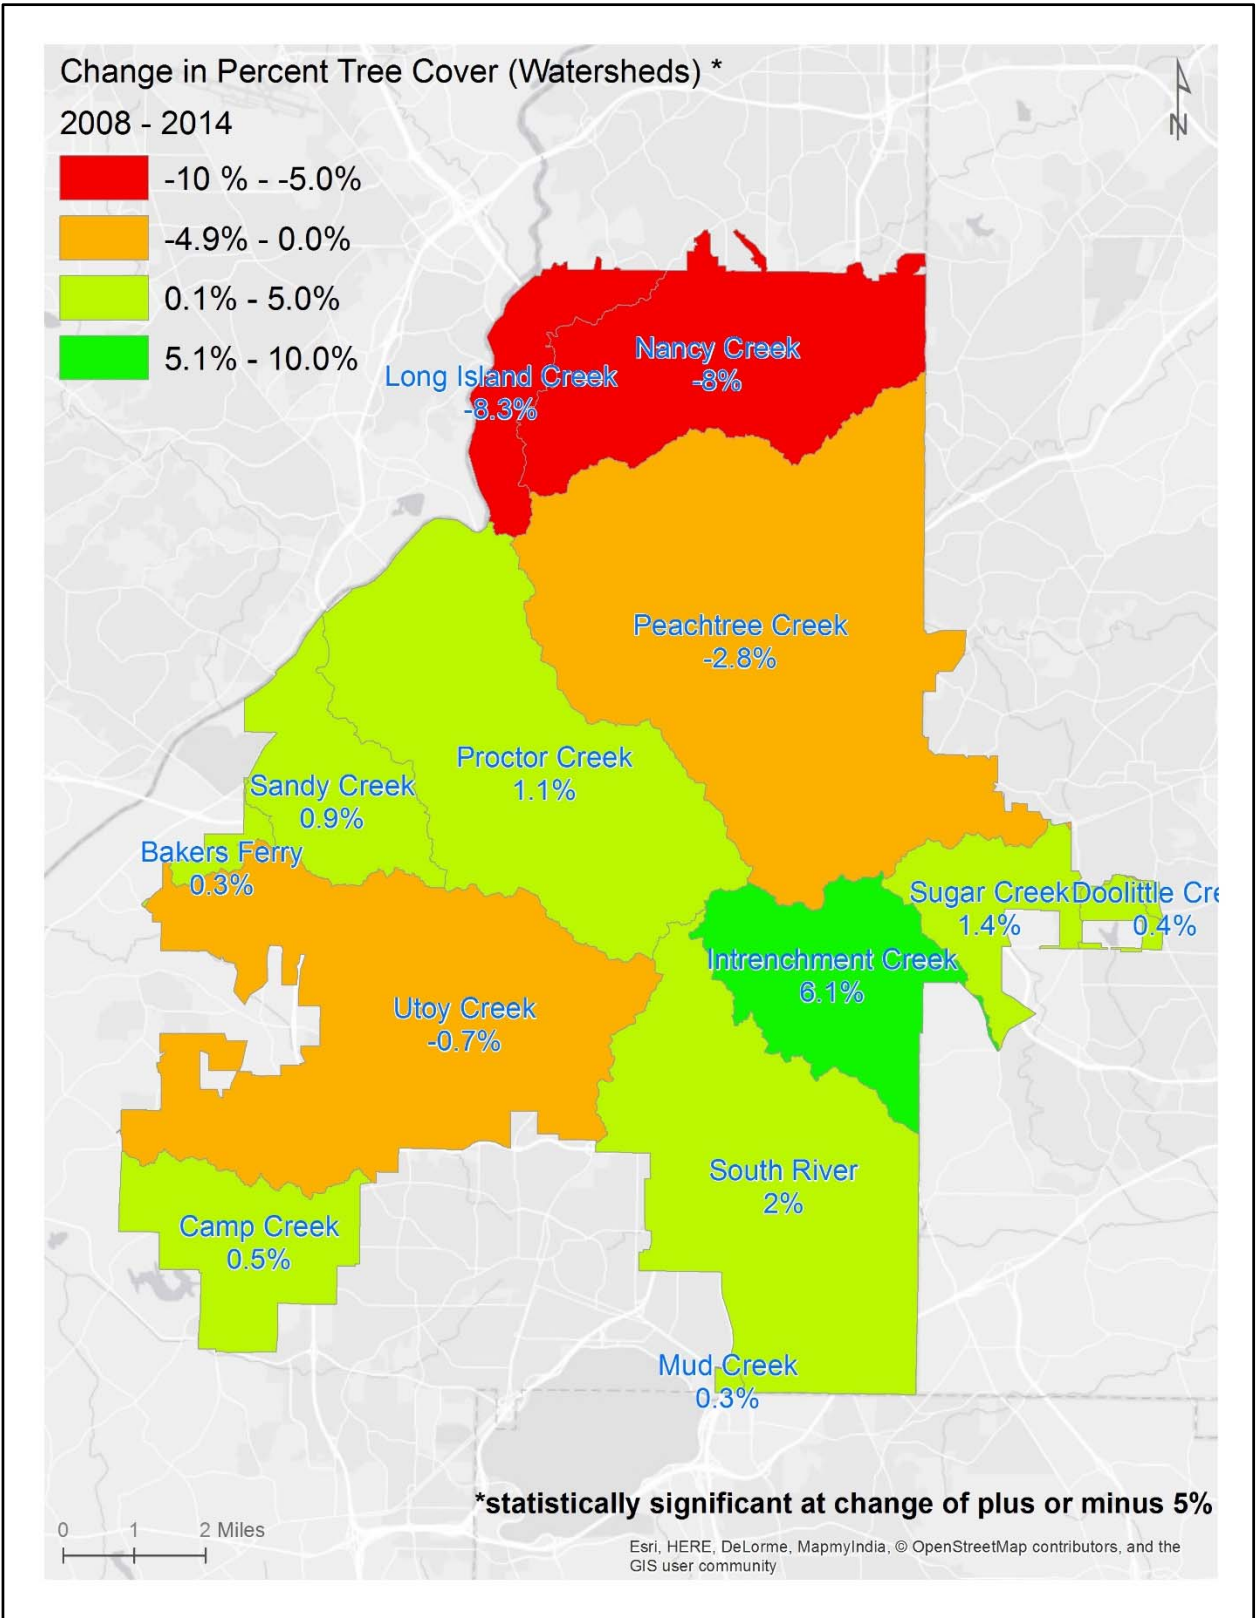 Change in Percent Tree Cover (Watersheds) *
2008 - 2014
-10 % - -5.0%
-4.9% - 0.0%
0.1% - 5.0%
5.1% - 10.0%
N
Nancy Creek
-8%
Long Island Creek
-8.3%
Peachtree Creek
-2.8%
Proctor Creek
1.1%
Sandy Creek
0.9%
Bakers Ferry
0.3%
Sugar Creek
1.4%
Doolittle Cre
0.4%
Intrenchment Creek
6.1%
Utoy Creek
-0.7%
South River
2%
Camp Creek
0.5%
Mud Creek
0.3%
*statistically significant at change of plus or minus 5%
0 1 2 Miles
Esri, HERE, DeLorme, MapmyIndia, © OpenStreetMap contributors, and the
GIS user community